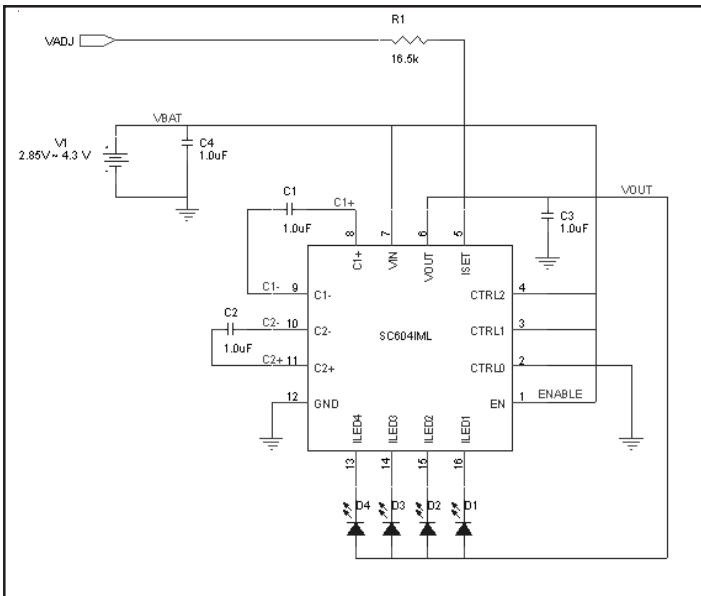 R1
VADJ
16.5k
VBAT
V1
2.85V ~ 4.3 V
C4
1.0uF
C1
C1+
1.0uF
VOUT
C3
1.0uF
8 7 6 5
C1+ VIN VOUT ISET
C1- 9 C1- CTRL2 4
C2
C2- 10 C2- SC604IML CTRL1 3
1.0uF
C2+ 11 C2+ CTRL0 2
12 GND EN 1 ENABLE
ILED4 ILED3 ILED2 ILED1
13 14 15 16
D4 D3 D2 D1